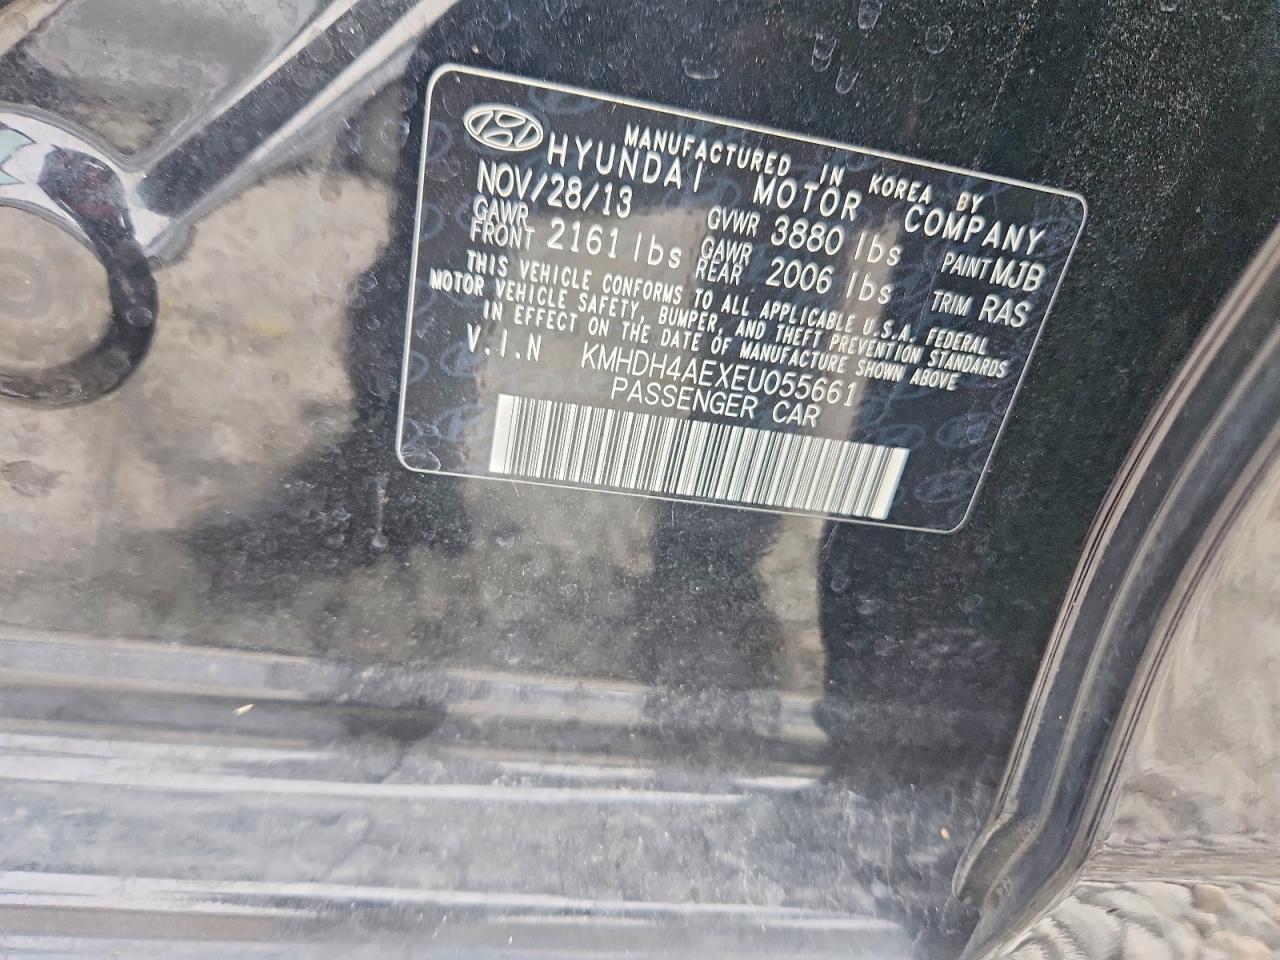 MANUFACTURED IN KOREA BY
HYUNDAI MOTOR COMPANY
NOV/28/13 GVWR 3880 lbs PAINT MJB
GAWR FRONT 2161 lbs GAWR REAR 2006 lbs TRIM RAS
THIS VEHICLE CONFORMS TO ALL APPLICABLE U.S.A. FEDERAL
MOTOR VEHICLE SAFETY, BUMPER, AND THEFT PREVENTION STANDARDS
IN EFFECT ON THE DATE OF MANUFACTURE SHOWN ABOVE
V.I.N KMHDH4AEXEU055661
PASSENGER CAR